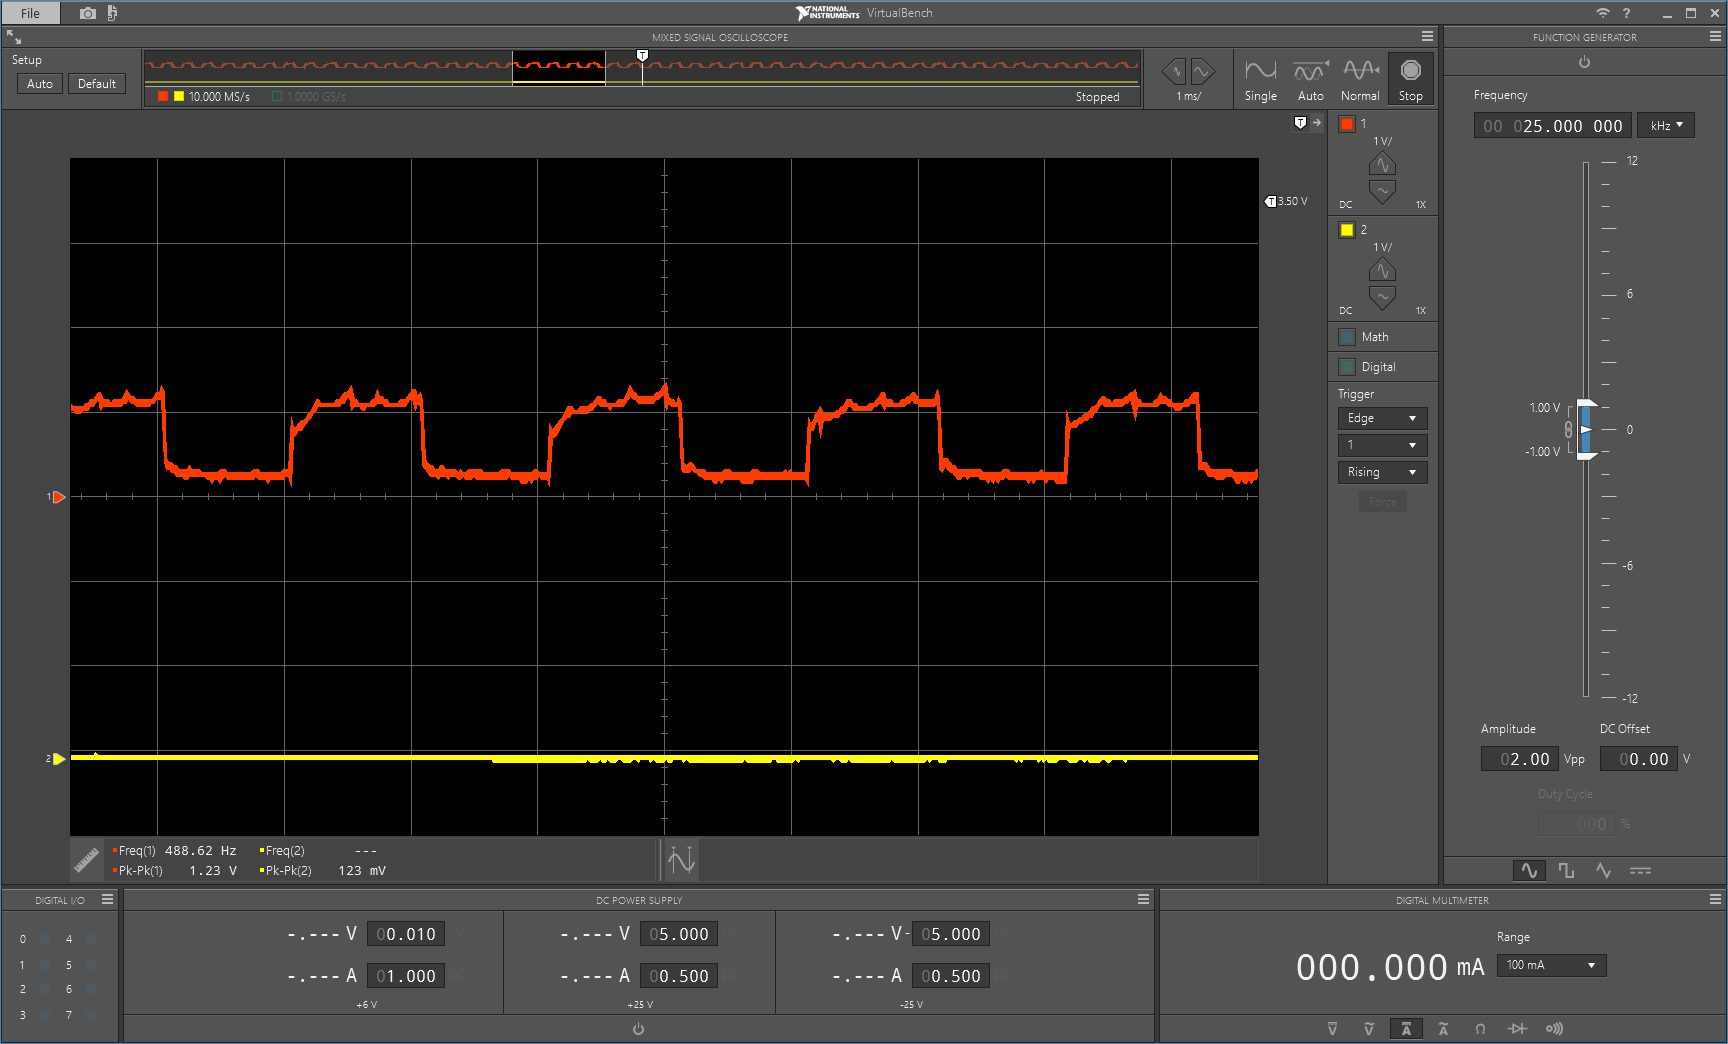 File
NATIONAL INSTRUMENTS VirtualBench
?
MIXED SIGNAL OSCILLOSCOPE
FUNCTION GENERATOR
Setup
Auto Default
T
10.000 MS/s 1.0000 GS/s Stopped
1 ms/
Single Auto Normal Stop
T
T 3.50 V
1
1 V/
DC 1X
2
1 V/
DC 1X
Math
Digital
Trigger
Edge
1
Rising
Force
1
2
Freq(1) 488.62 Hz Freq(2) ---
Pk-Pk(1) 1.23 V Pk-Pk(2) 123 mV
Frequency
00 025.000 000 kHz
12
6
1.00 V
0
-1.00 V
-6
-12
Amplitude DC Offset
02.00 Vpp 00.00 V
Duty Cycle
000 %
DIGITAL I/O
0 4
1 5
2 6
3 7
DC POWER SUPPLY
-.--- V 00.010 CV -.--- V 05.000 CV -.--- V - 05.000 CV
-.--- A 01.000 CC -.--- A 00.500 CC -.--- A 00.500 CC
+6 V +25 V -25 V
DIGITAL MULTIMETER
Range
000.000 mA 100 mA
V V A A Ω